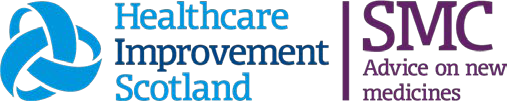 Healthcare
Improvement
Scotland
SMC
Advice on new
medicines